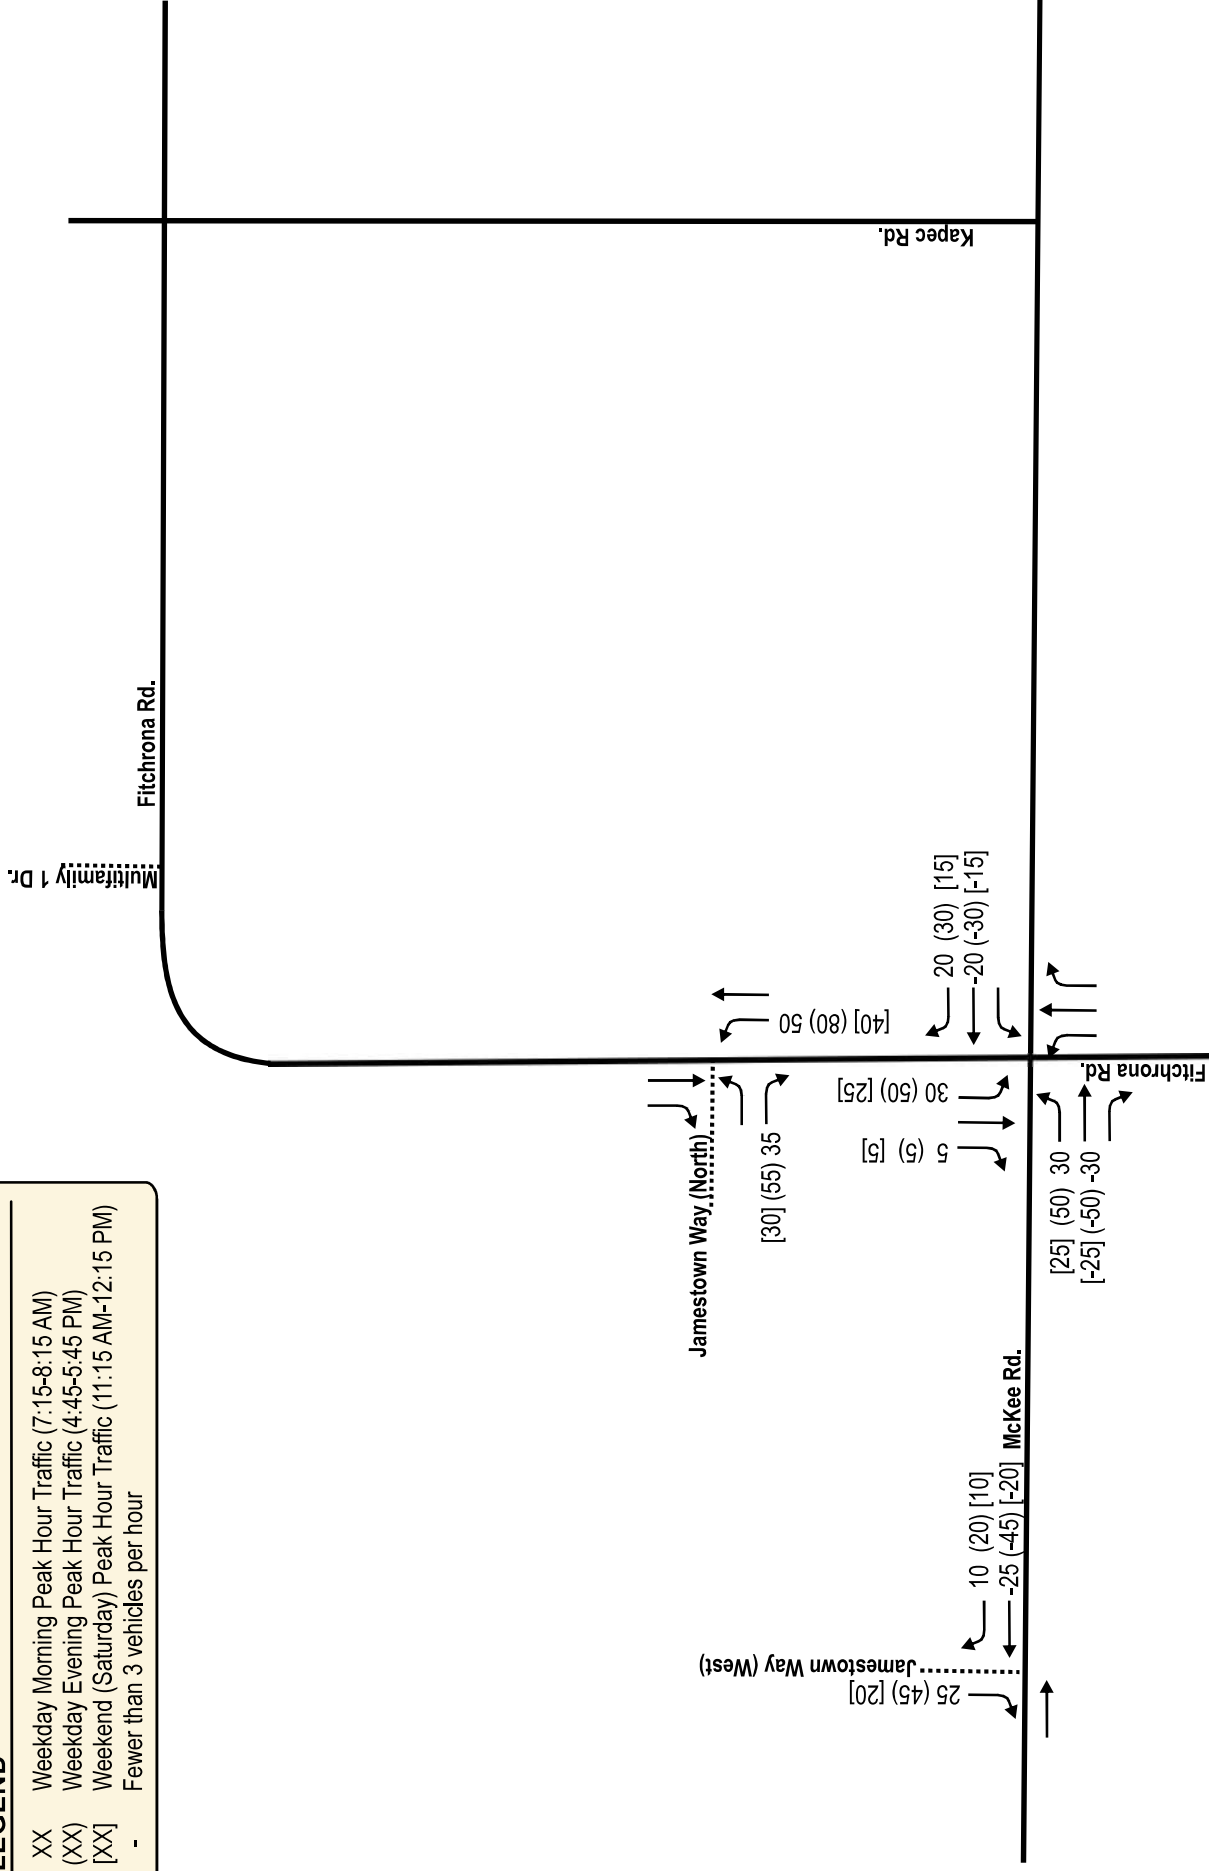 LEGEND
XX Weekday Morning Peak Hour Traffic (7:15-8:15 AM)
(XX) Weekday Evening Peak Hour Traffic (4:45-5:45 PM)
[XX] Weekend (Saturday) Peak Hour Traffic (11:15 AM-12:15 PM)
- Fewer than 3 vehicles per hour
Multifamily 1 Dr.
Fitchrona Rd.
Kapec Rd.
Jamestown Way (North)
[30] (55) 35
[40] (80) 50
30 (50) [25]
5 (5) [5]
20 (30) [15]
-20 (-30) [-15]
Fitchrona Rd.
[25] (50) 30
[-25] (-50) -30
McKee Rd.
10 (20) [10]
-25 (-45) [-20]
Jamestown Way (West)
25 (45) [20]